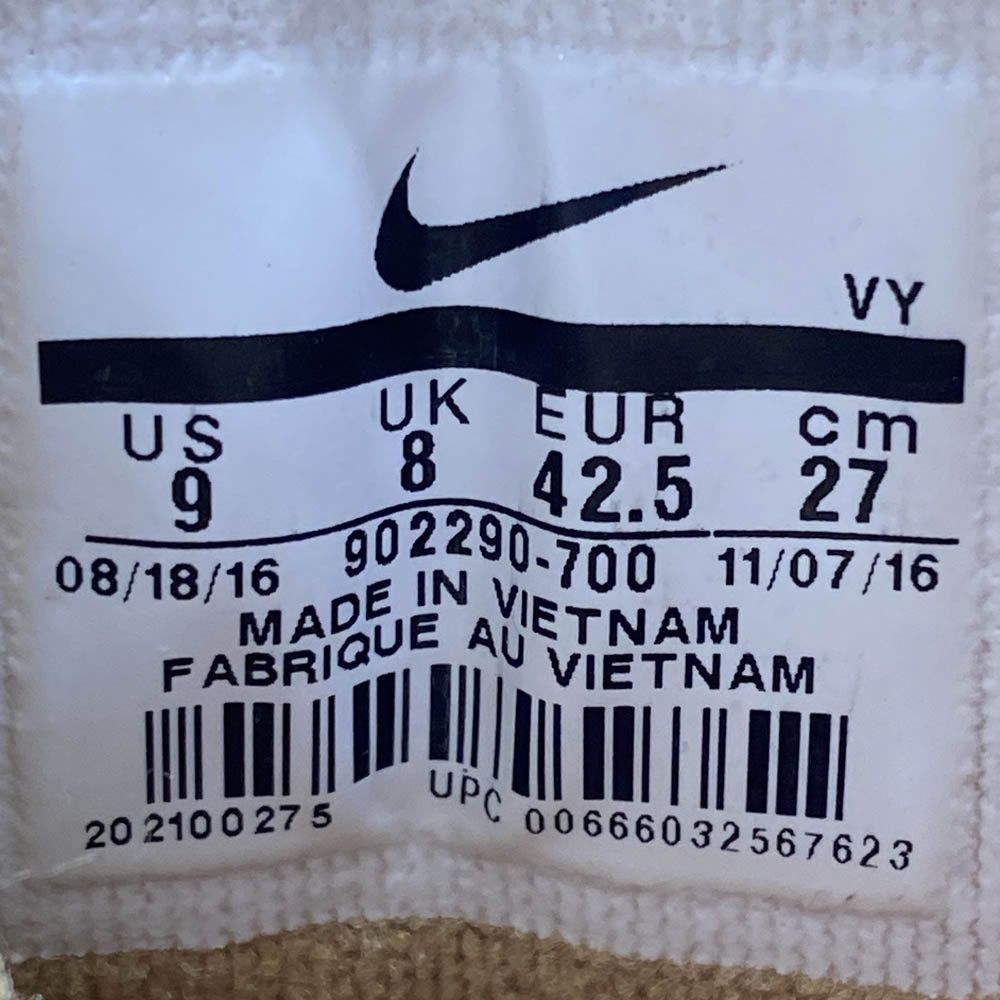 VY
US UK EUR cm
9 8 42.5 27
08/18/16 902290-700 11/07/16
MADE IN VIETNAM
FABRIQUE AU VIETNAM
202100275 UPC 00666032567623